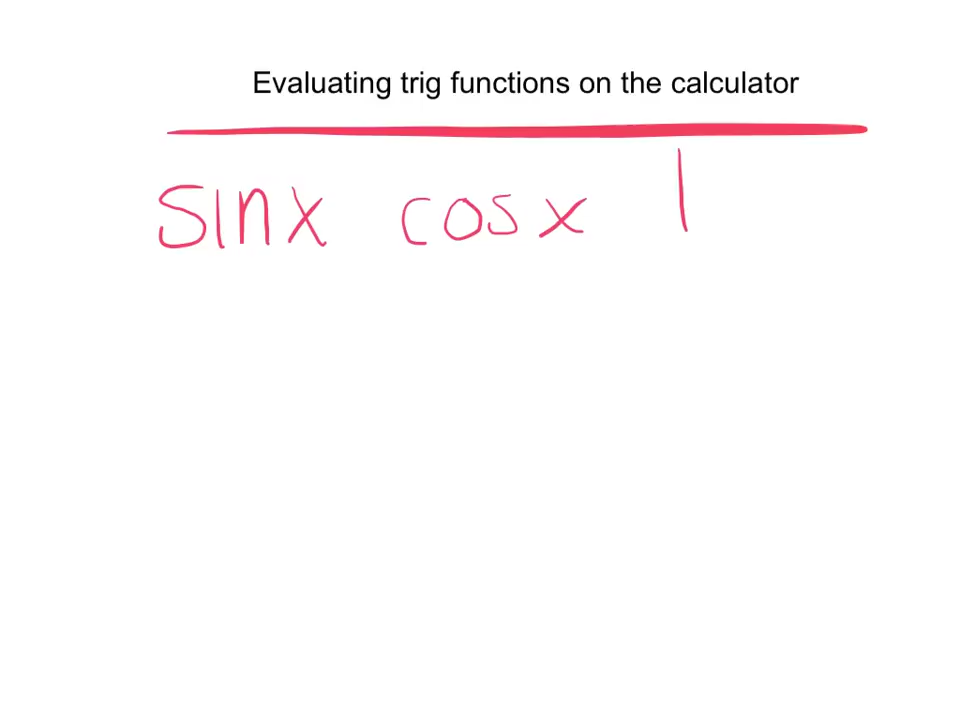 Evaluating trig functions on the calculator
sinx cosx